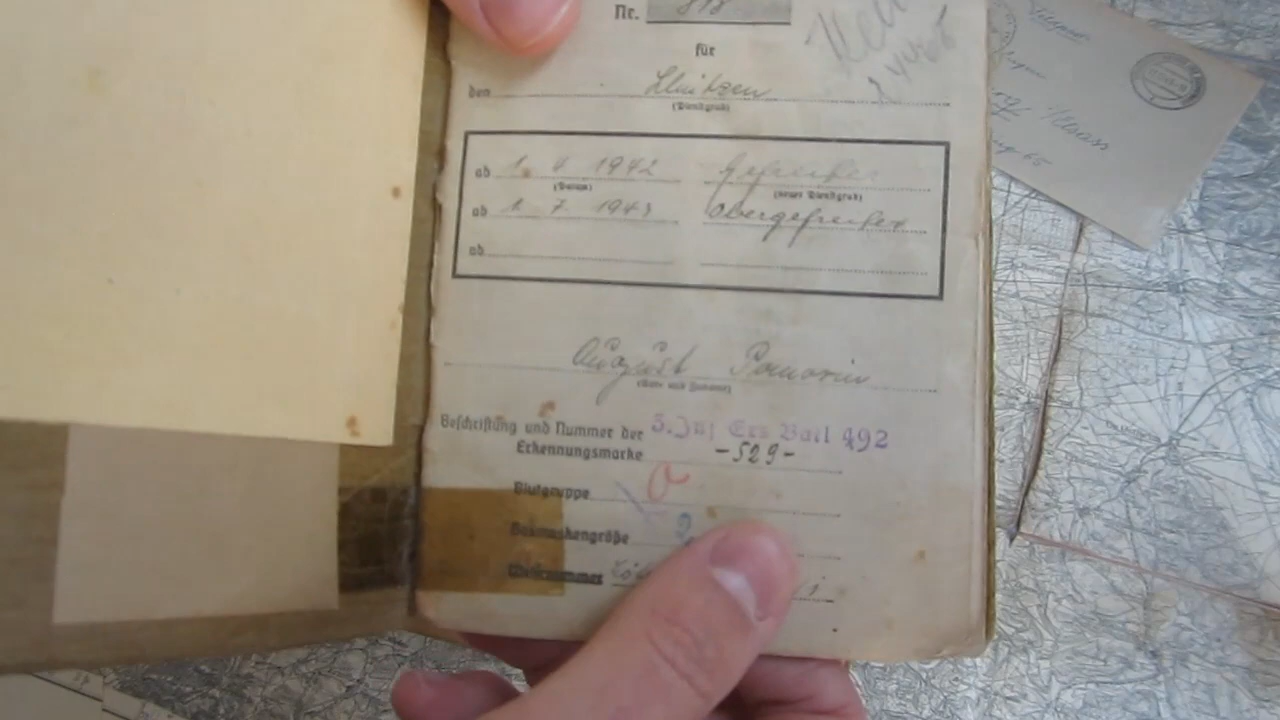 Nr.
für
den Schützen
(Dienstgrad)
ab 1. 4 1942 Gefreiter
(Datum) (neuer Dienstgrad)
ab 1. 7 1943 Obergefreiter
ab
August Pomorin
(Vor- und Zuname)
Beschriftung und Nummer der 3. Inf Ers Batl 492
Erkennungsmarke -529-
Blutgruppe O
Gasmaskengröße 2
Wehrnummer